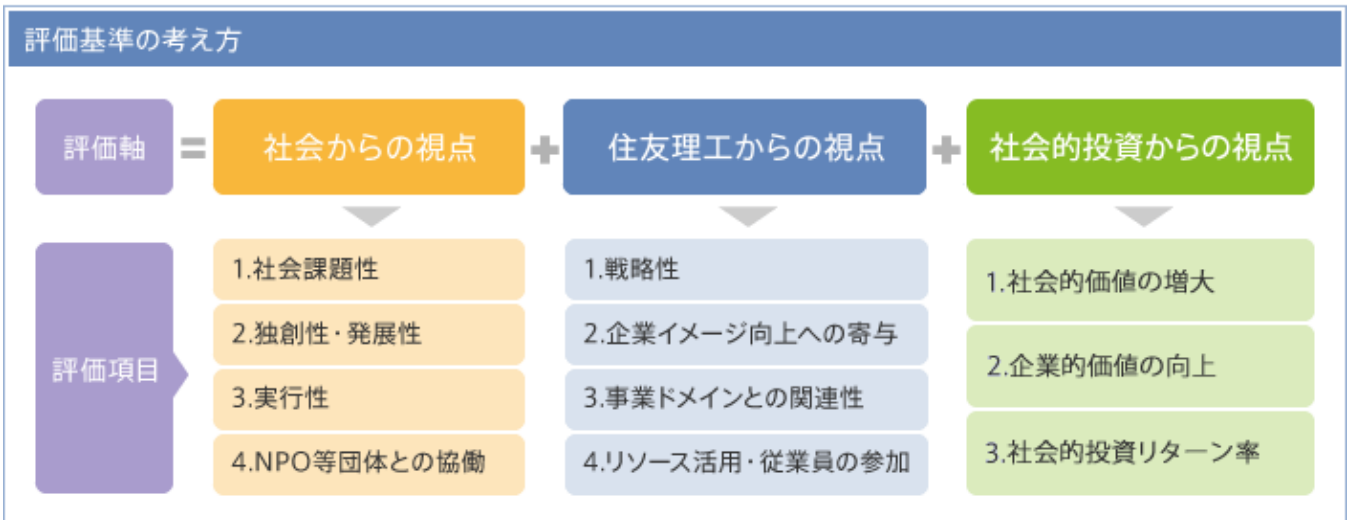 評価基準の考え方
評価軸 = 社会からの視点 + 住友理工からの視点 + 社会的投資からの視点
評価項目
1.社会課題性
2.独創性・発展性
3.実行性
4.NPO等団体との協働
1.戦略性
2.企業イメージ向上への寄与
3.事業ドメインとの関連性
4.リソース活用・従業員の参加
1.社会的価値の増大
2.企業的価値の向上
3.社会的投資リターン率